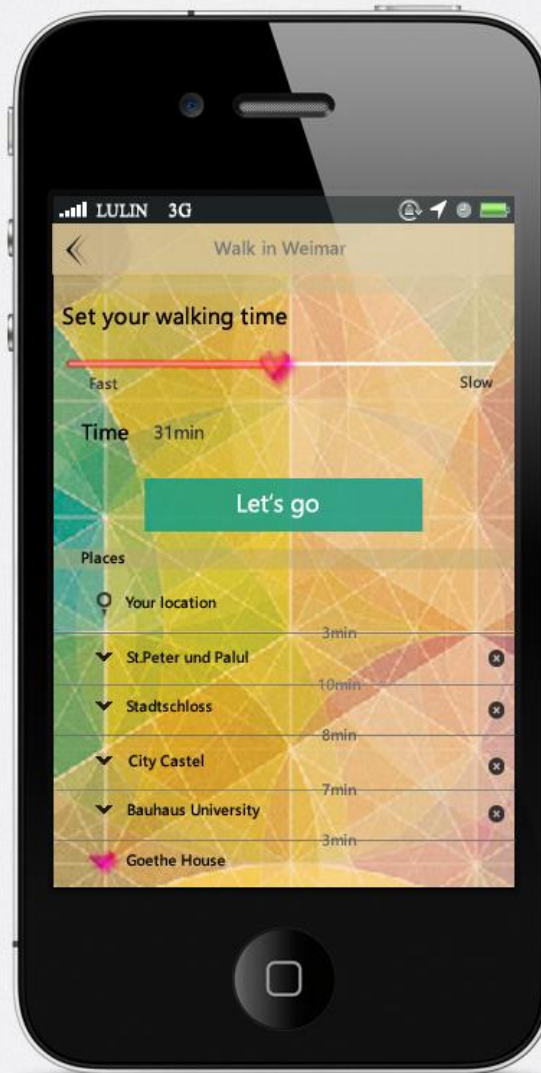 LULIN 3G
Walk in Weimar
Set your walking time
Fast Slow
Time 31min
Let's go
Places
Your location
3min
St.Peter und Palul
10min
Stadtschloss
8min
City Castel
7min
Bauhaus University
3min
Goethe House